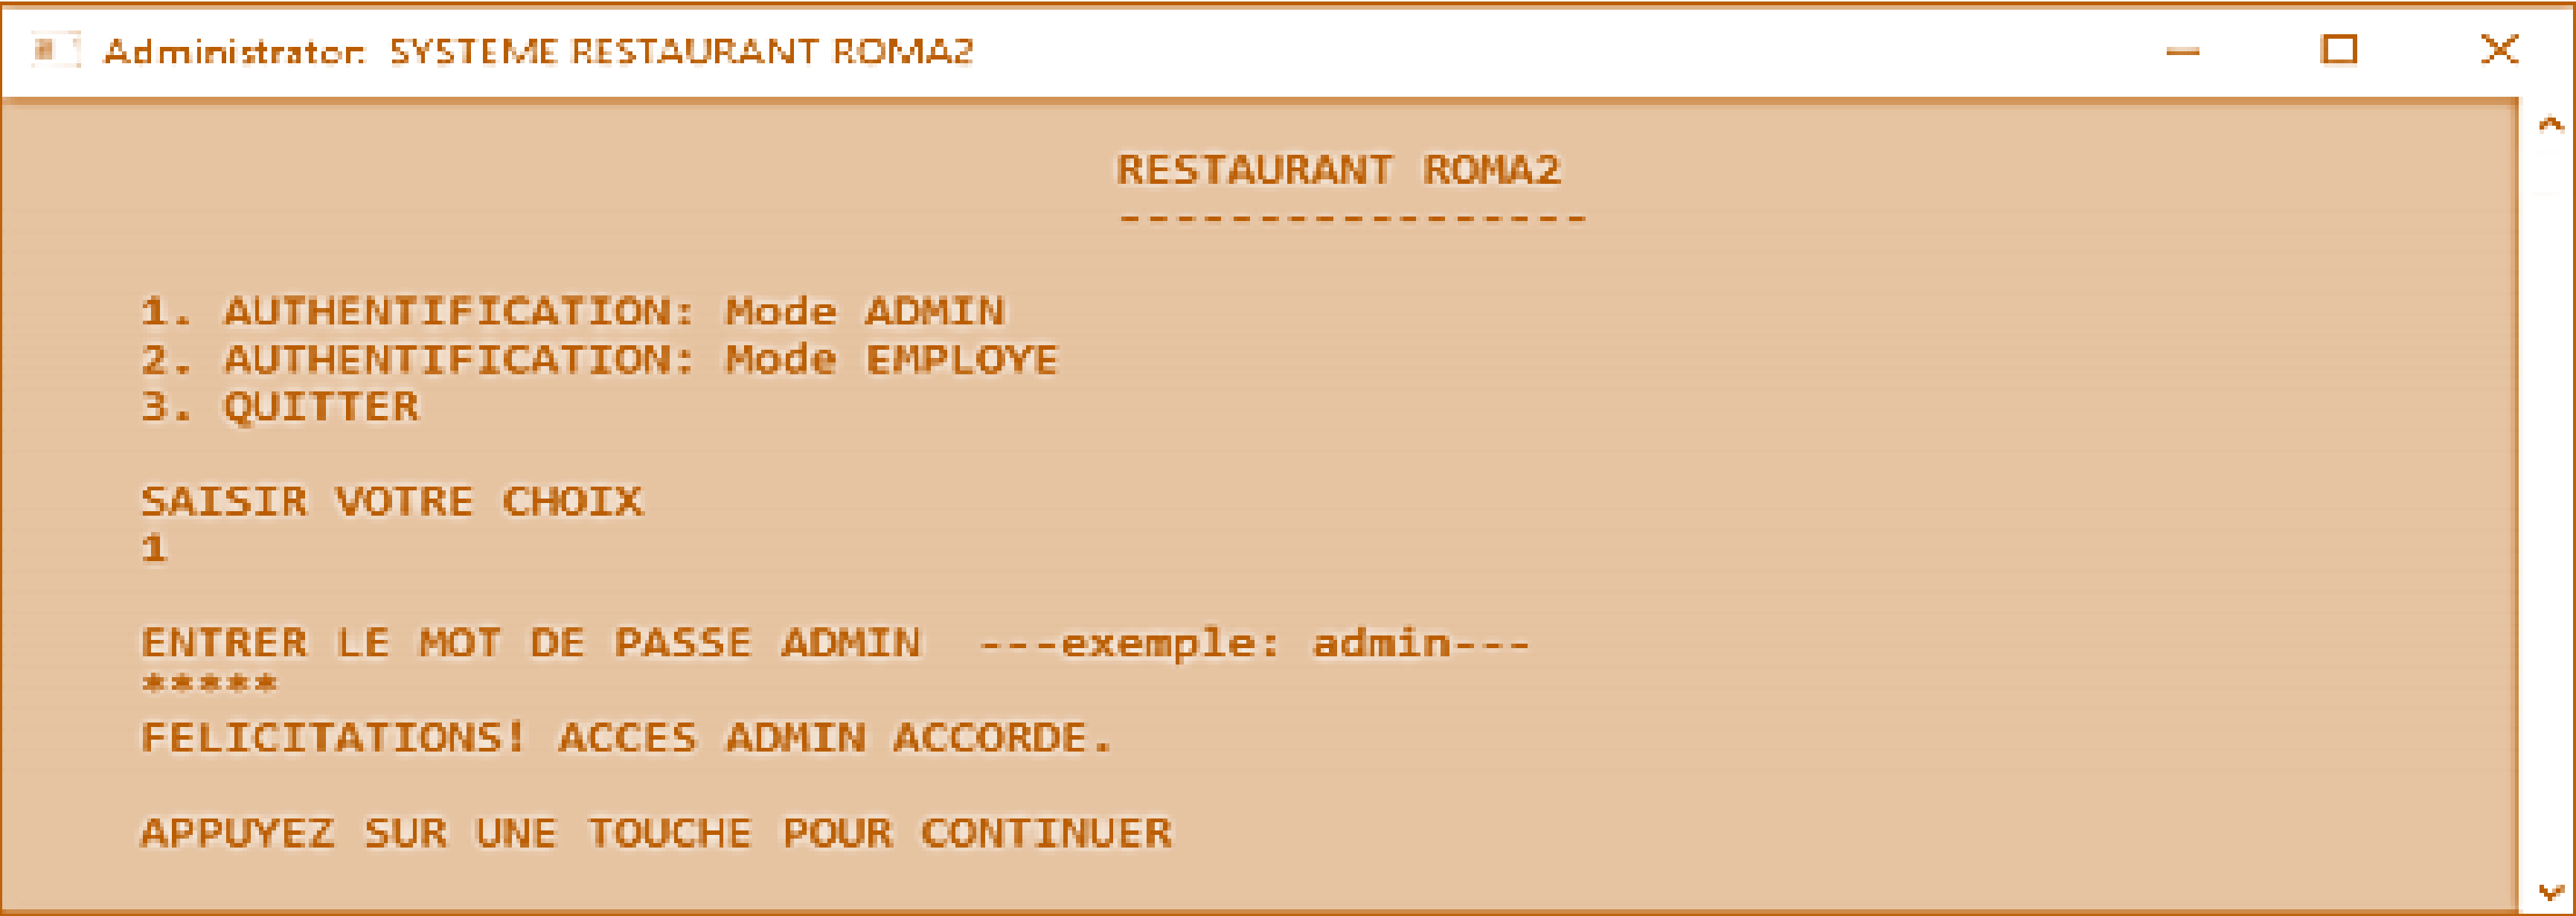 Administrator: SYSTEME RESTAURANT ROMA2
RESTAURANT ROMA2
-----------------
1. AUTHENTIFICATION: Mode ADMIN
2. AUTHENTIFICATION: Mode EMPLOYE
3. QUITTER
SAISIR VOTRE CHOIX
1
ENTRER LE MOT DE PASSE ADMIN  ---exemple: admin---
*****
FELICITATIONS! ACCES ADMIN ACCORDE.
APPUYEZ SUR UNE TOUCHE POUR CONTINUER